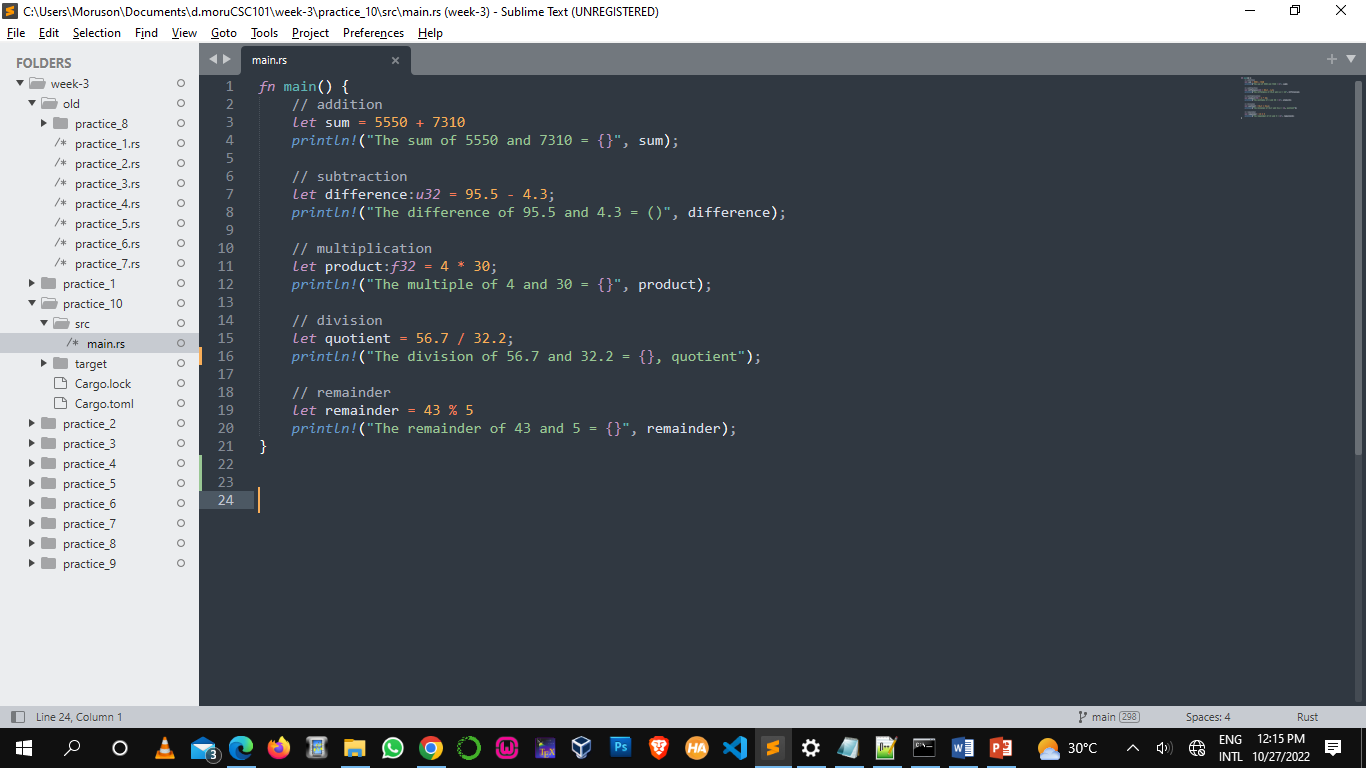 C:\Users\Moruson\Documents\d.moruCSC101\week-3\practice_10\src\main.rs (week-3) - Sublime Text (UNREGISTERED)
File Edit Selection Find View Goto Tools Project Preferences Help
FOLDERS
week-3
old
practice_8
/* practice_1.rs
/* practice_2.rs
/* practice_3.rs
/* practice_4.rs
/* practice_5.rs
/* practice_6.rs
/* practice_7.rs
practice_1
practice_10
src
/* main.rs
target
Cargo.lock
Cargo.toml
practice_2
practice_3
practice_4
practice_5
practice_6
practice_7
practice_8
practice_9
main.rs
1 fn main() {
2     // addition
3     let sum = 5550 + 7310
4     println!("The sum of 5550 and 7310 = {}", sum);
5
6     // subtraction
7     let difference:u32 = 95.5 - 4.3;
8     println!("The difference of 95.5 and 4.3 = ()", difference);
9
10     // multiplication
11     let product:f32 = 4 * 30;
12     println!("The multiple of 4 and 30 = {}", product);
13
14     // division
15     let quotient = 56.7 / 32.2;
16     println!("The division of 56.7 and 32.2 = {}, quotient");
17
18     // remainder
19     let remainder = 43 % 5
20     println!("The remainder of 43 and 5 = {}", remainder);
21 }
22
23
24
Line 24, Column 1
main 298
Spaces: 4
Rust
3
TEX
Ps
HA
W
P
30°C
ENG
INTL
12:15 PM
10/27/2022